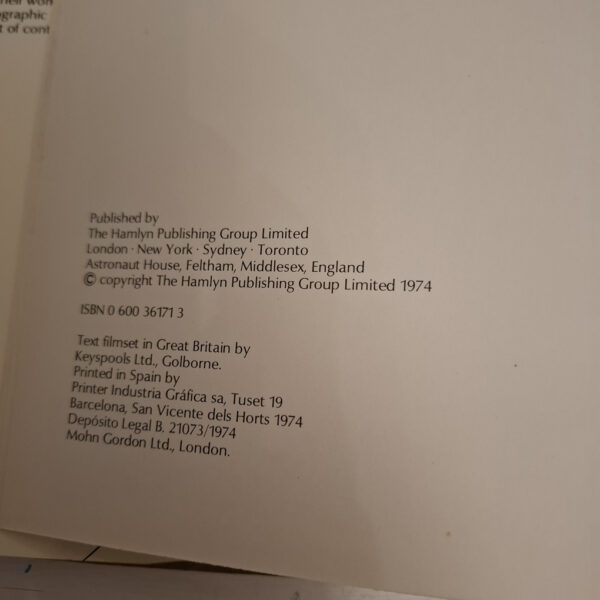 ographic
t of cont
Published by
The Hamlyn Publishing Group Limited
London · New York · Sydney · Toronto
Astronaut House, Feltham, Middlesex, England
© copyright The Hamlyn Publishing Group Limited 1974
ISBN 0 600 36171 3
Text filmset in Great Britain by
Keyspools Ltd., Golborne.
Printed in Spain by
Printer Industria Gráfica sa, Tuset 19
Barcelona, San Vicente dels Horts 1974
Depósito Legal B. 21073/1974
Mohn Gordon Ltd., London.